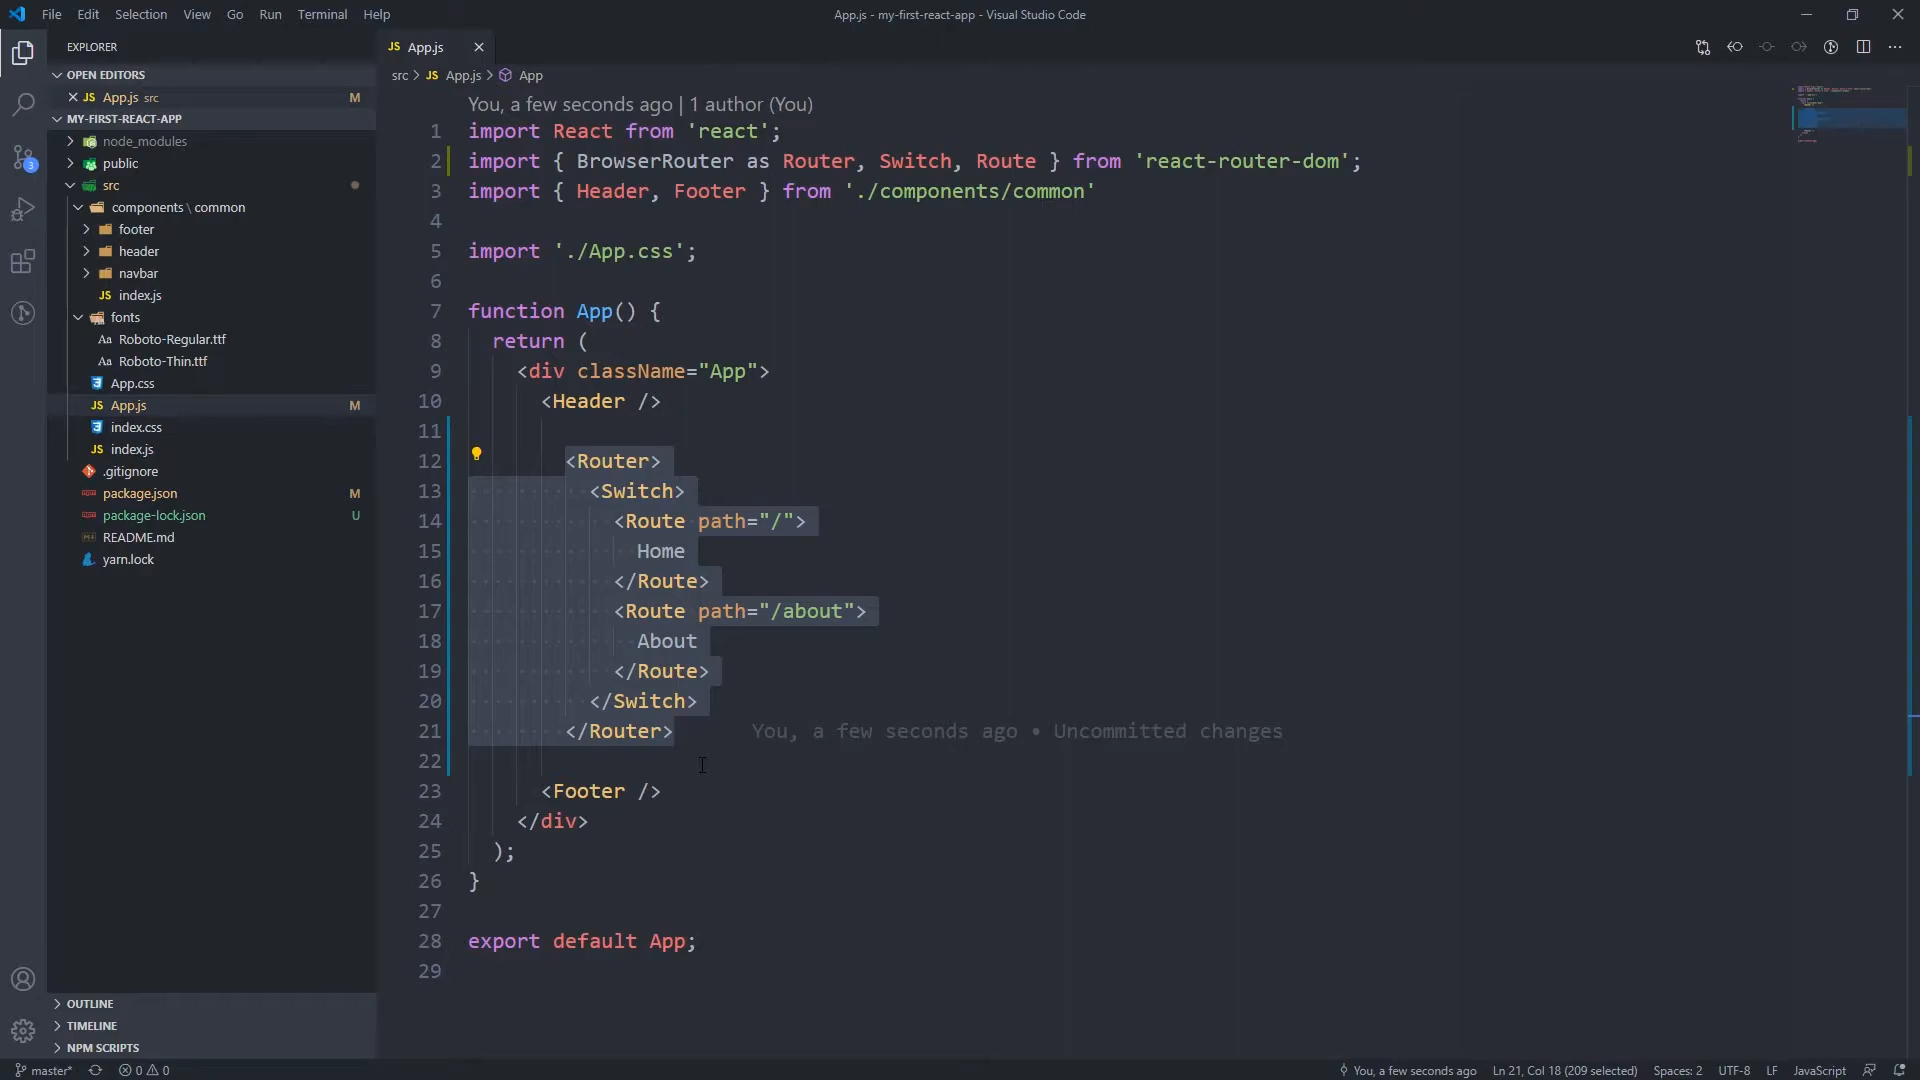 File Edit Selection View Go Run Terminal Help
App.js - my-first-react-app - Visual Studio Code
EXPLORER
OPEN EDITORS
JS App.js src M
MY-FIRST-REACT-APP
node_modules
public
src
components \ common
footer
header
navbar
JS index.js
fonts
Aa Roboto-Regular.ttf
Aa Roboto-Thin.ttf
App.css
JS App.js M
index.css
JS index.js
.gitignore
package.json M
package-lock.json U
README.md
yarn.lock
OUTLINE
TIMELINE
NPM SCRIPTS
3
JS App.js
src > JS App.js > App
You, a few seconds ago | 1 author (You)
1 import React from 'react';
2 import { BrowserRouter as Router, Switch, Route } from 'react-router-dom';
3 import { Header, Footer } from './components/common'
4
5 import './App.css';
6
7 function App() {
8 return (
9 <div className="App">
10 <Header />
11
12 <Router>
13 <Switch>
14 <Route path="/">
15 Home
16 </Route>
17 <Route path="/about">
18 About
19 </Route>
20 </Switch>
21 </Router> You, a few seconds ago • Uncommitted changes
22
23 <Footer />
24 </div>
25 );
26 }
27
28 export default App;
29
master* 0 0
You, a few seconds ago Ln 21, Col 18 (209 selected) Spaces: 2 UTF-8 LF JavaScript